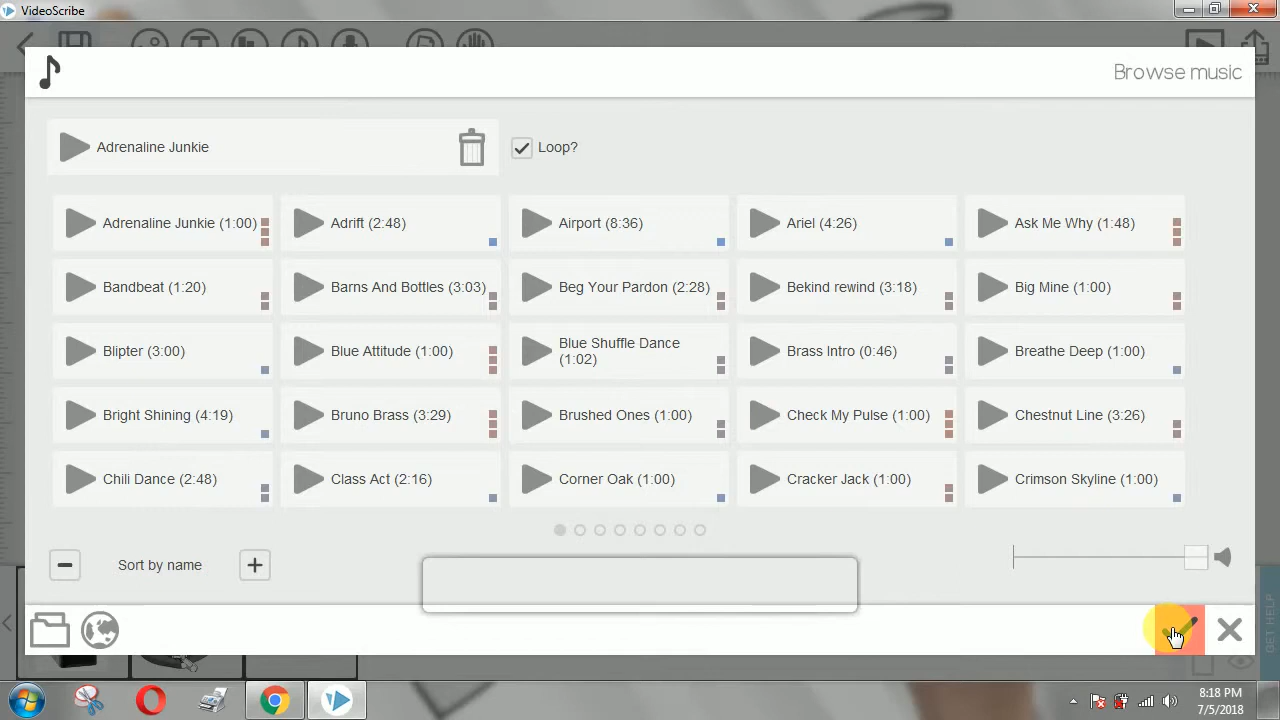 VideoScribe
Browse music
Adrenaline Junkie
Loop?
Adrenaline Junkie (1:00)
Adrift (2:48)
Airport (8:36)
Ariel (4:26)
Ask Me Why (1:48)
Bandbeat (1:20)
Barns And Bottles (3:03)
Beg Your Pardon (2:28)
Bekind rewind (3:18)
Big Mine (1:00)
Blipter (3:00)
Blue Attitude (1:00)
Blue Shuffle Dance
(1:02)
Brass Intro (0:46)
Breathe Deep (1:00)
Bright Shining (4:19)
Bruno Brass (3:29)
Brushed Ones (1:00)
Check My Pulse (1:00)
Chestnut Line (3:26)
Chili Dance (2:48)
Class Act (2:16)
Corner Oak (1:00)
Cracker Jack (1:00)
Crimson Skyline (1:00)
Sort by name
GET HELP
8:18 PM
7/5/2018